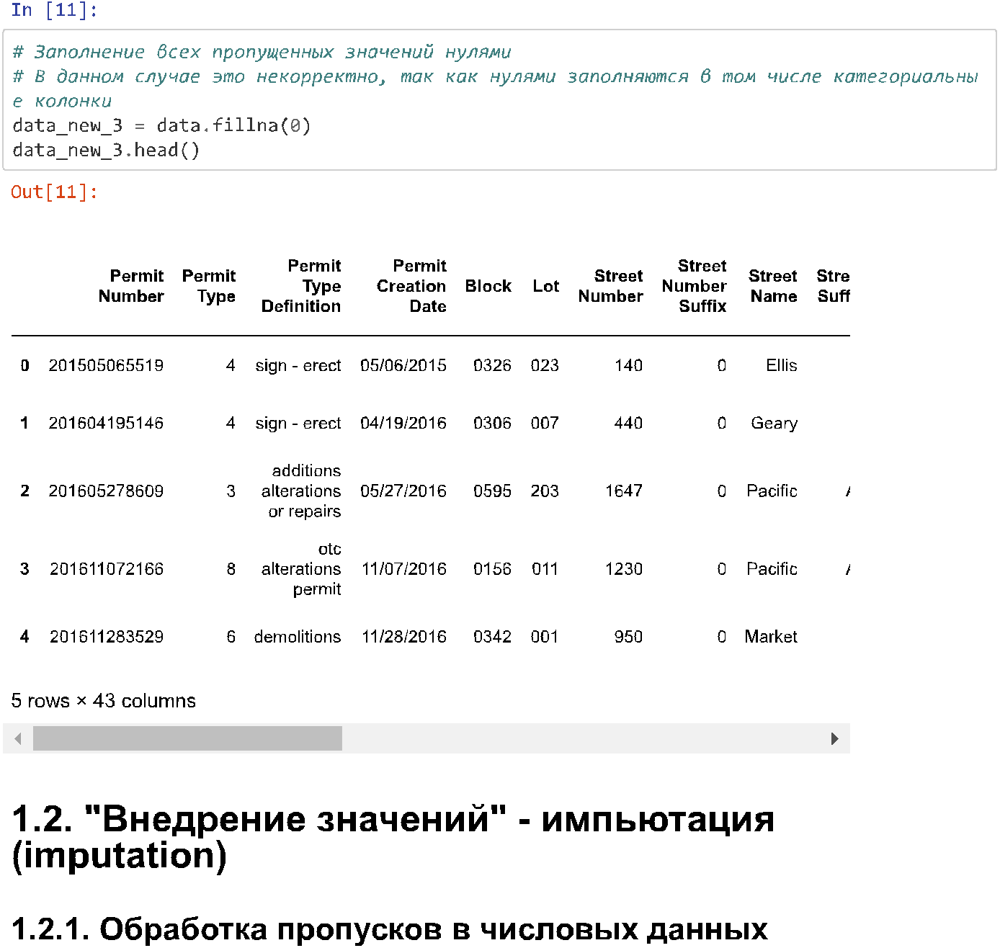 In [11]:
# Заполнение всех пропущенных значений нулями
# В данном случае это некорректно, так как нулями заполняются в том числе категориальны
е колонки
data_new_3 = data.fillna(0)
data_new_3.head()
Out[11]:
Permit Number Permit Type Permit Type Definition Permit Creation Date Block Lot Street Number Street Number Suffix Street Name Stre Suff
0 201505065519 4 sign - erect 05/06/2015 0326 023 140 0 Ellis
1 201604195146 4 sign - erect 04/19/2016 0306 007 440 0 Geary
2 201605278609 3 additions alterations or repairs 05/27/2016 0595 203 1647 0 Pacific
3 201611072166 8 otc alterations permit 11/07/2016 0156 011 1230 0 Pacific
4 201611283529 6 demolitions 11/28/2016 0342 001 950 0 Market
5 rows × 43 columns
1.2. "Внедрение значений" - импьютация
(imputation)
1.2.1. Обработка пропусков в числовых данных